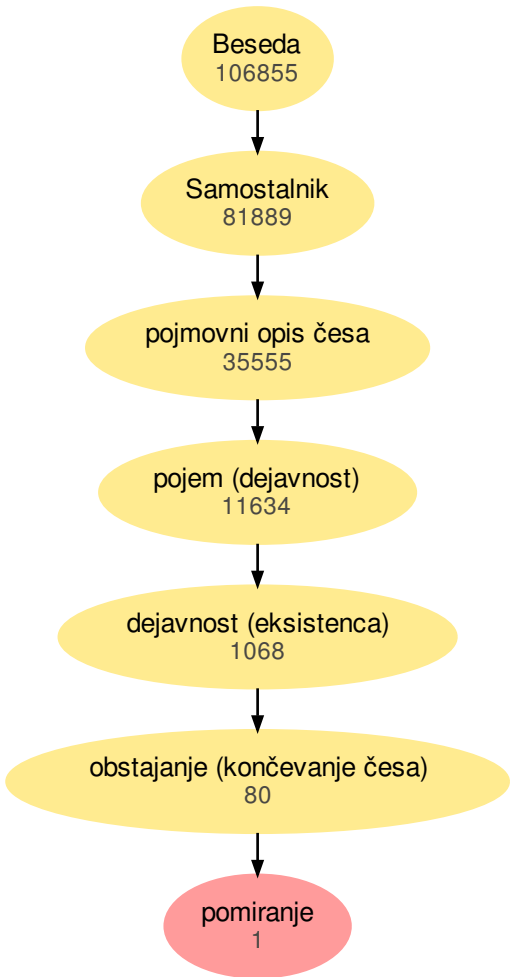 Beseda
106855
Samostalnik
81889
pojmovni opis česa
35555
pojem (dejavnost)
11634
dejavnost (eksistenca)
1068
obstajanje (končevanje česa)
80
pomiranje
1